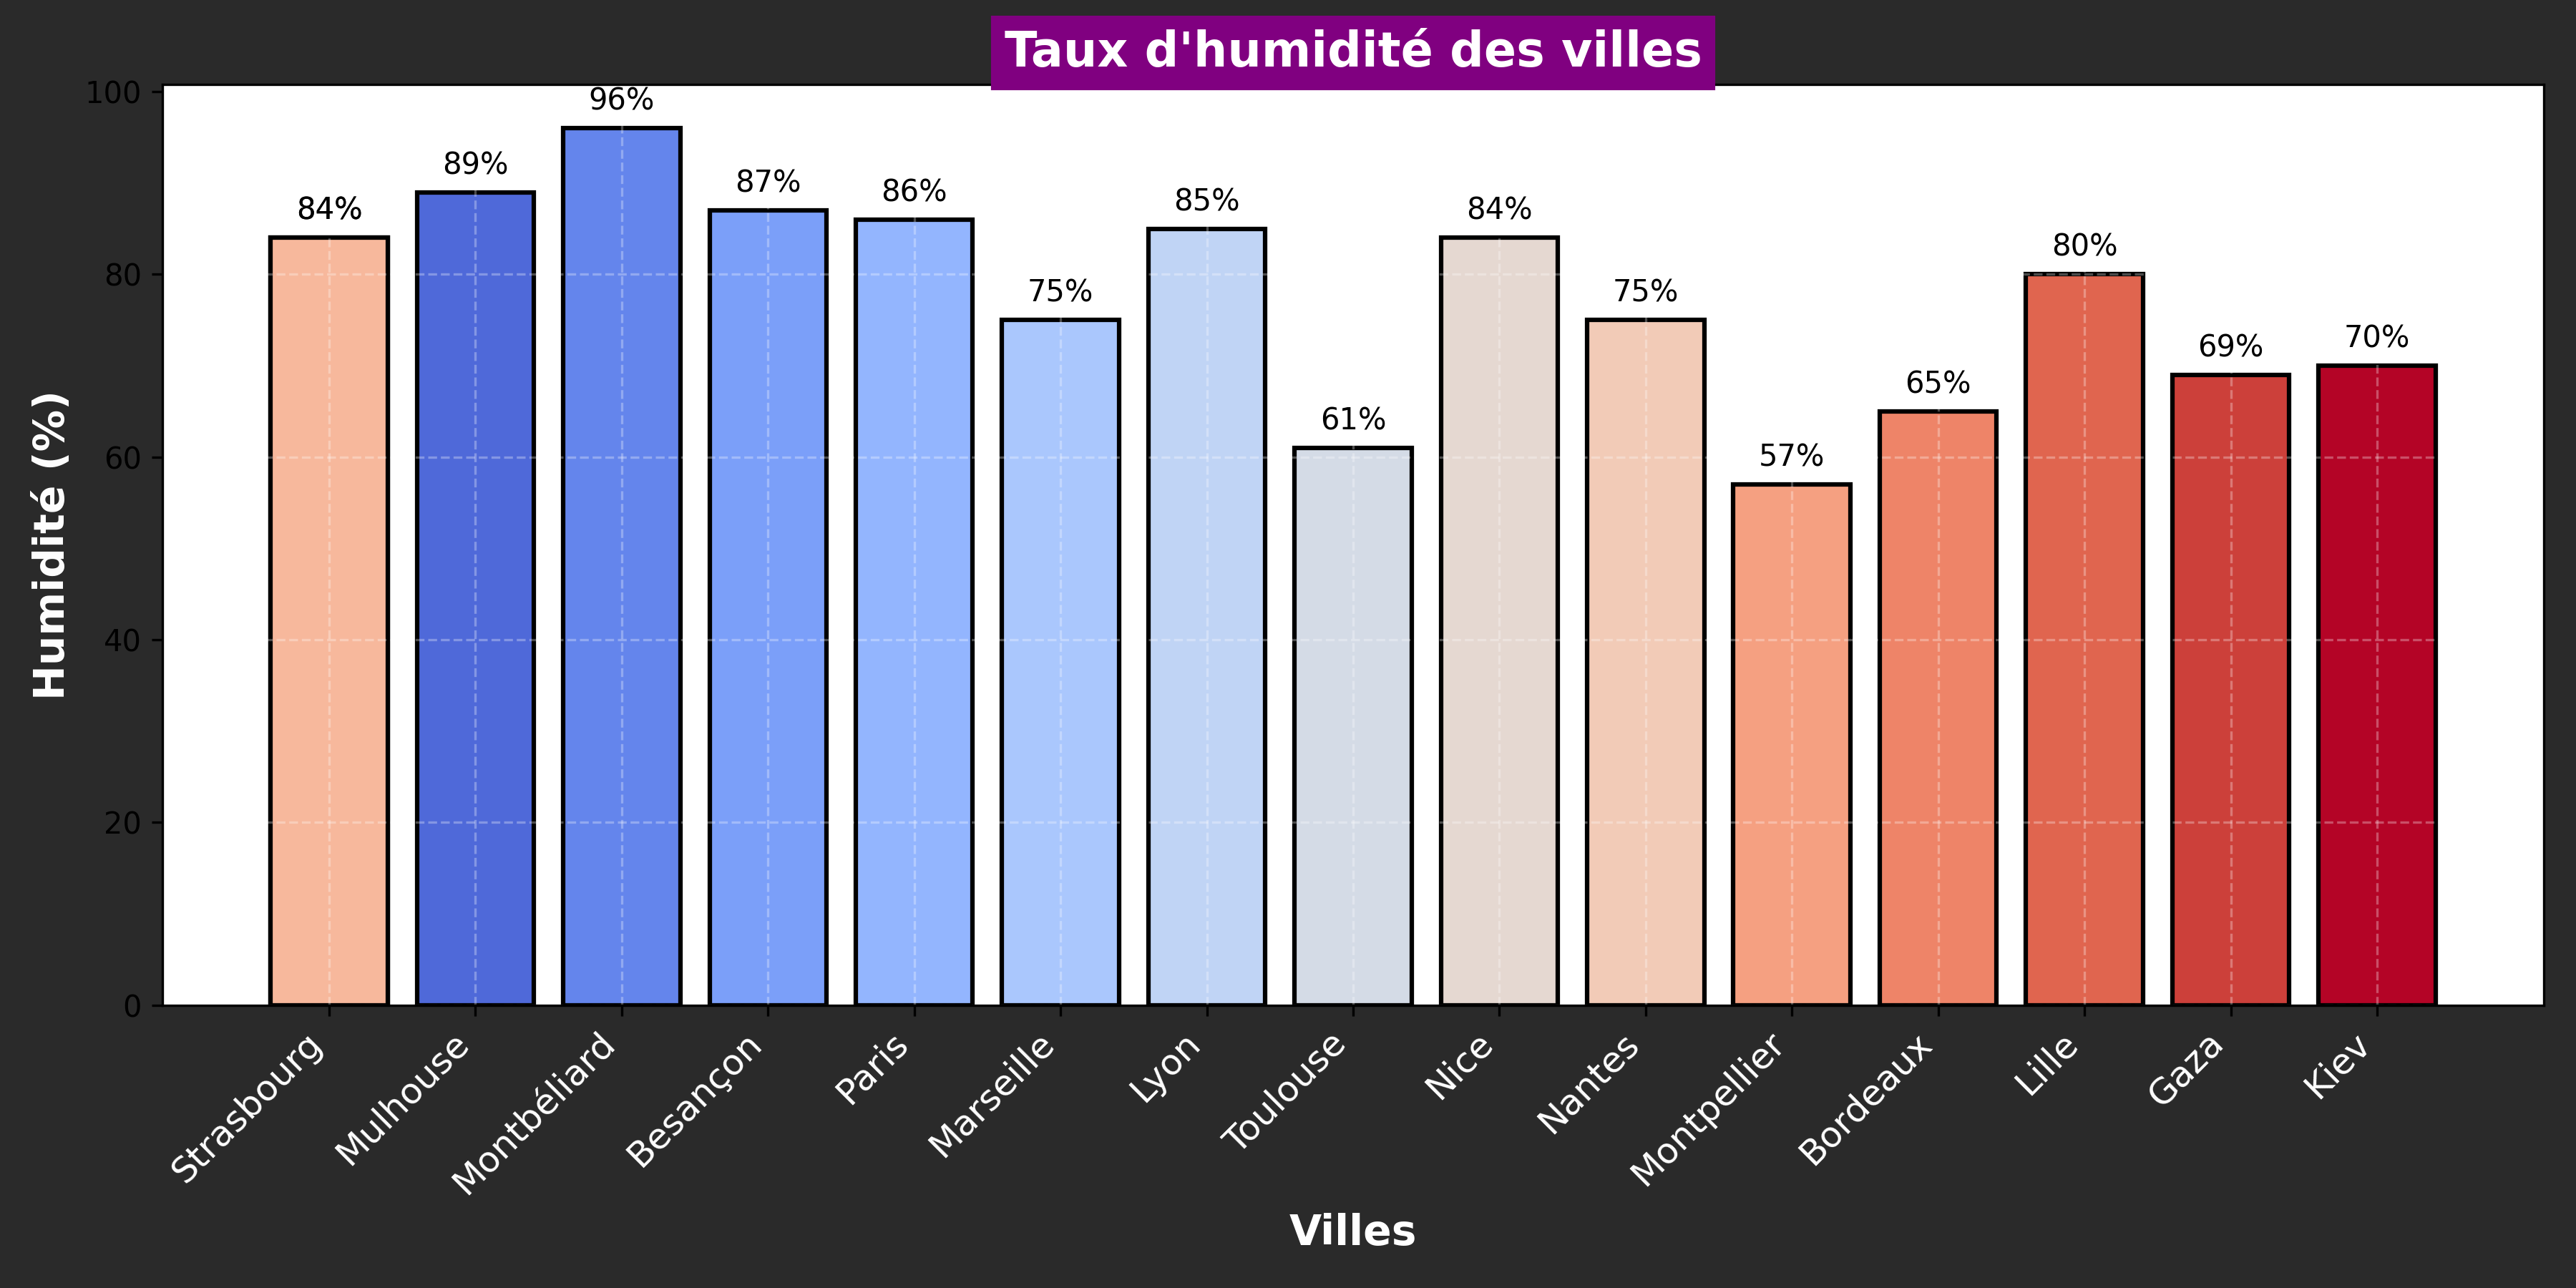 Taux d'humidité des villes
Humidité (%)
100
80
60
40
20
0
84%
89%
96%
87%
86%
75%
85%
61%
84%
75%
57%
65%
80%
69%
70%
Strasbourg
Mulhouse
Montbéliard
Besançon
Paris
Marseille
Lyon
Toulouse
Nice
Nantes
Montpellier
Bordeaux
Lille
Gaza
Kiev
Villes